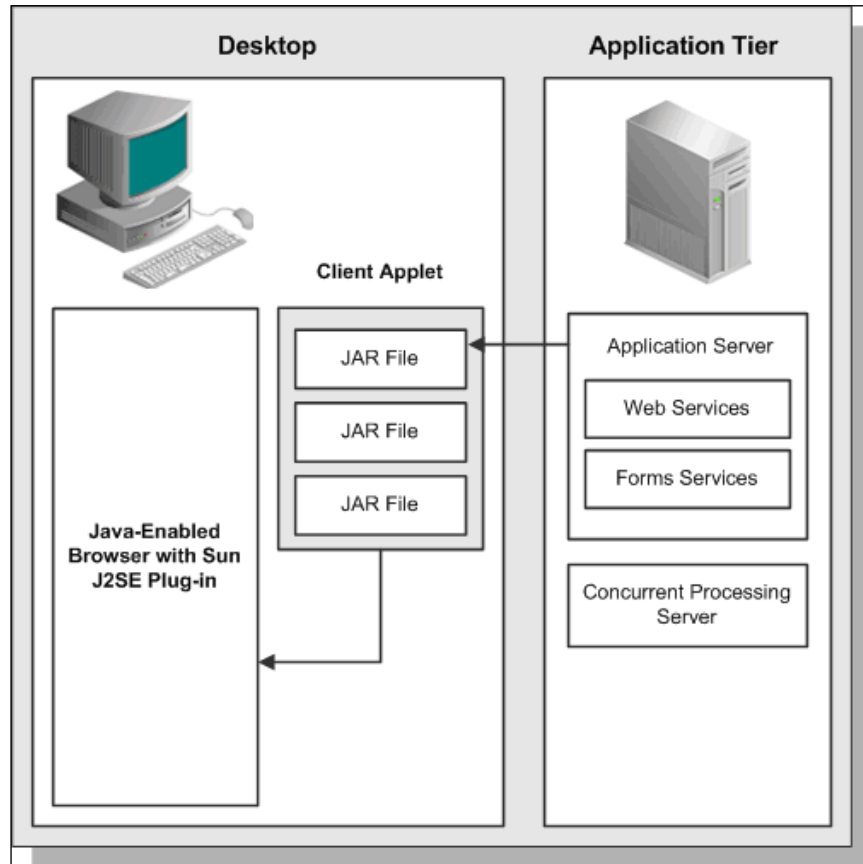 Desktop
Application Tier
Client Applet
JAR File
JAR File
JAR File
Java-Enabled
Browser with Sun
J2SE Plug-in
Application Server
Web Services
Forms Services
Concurrent Processing
Server